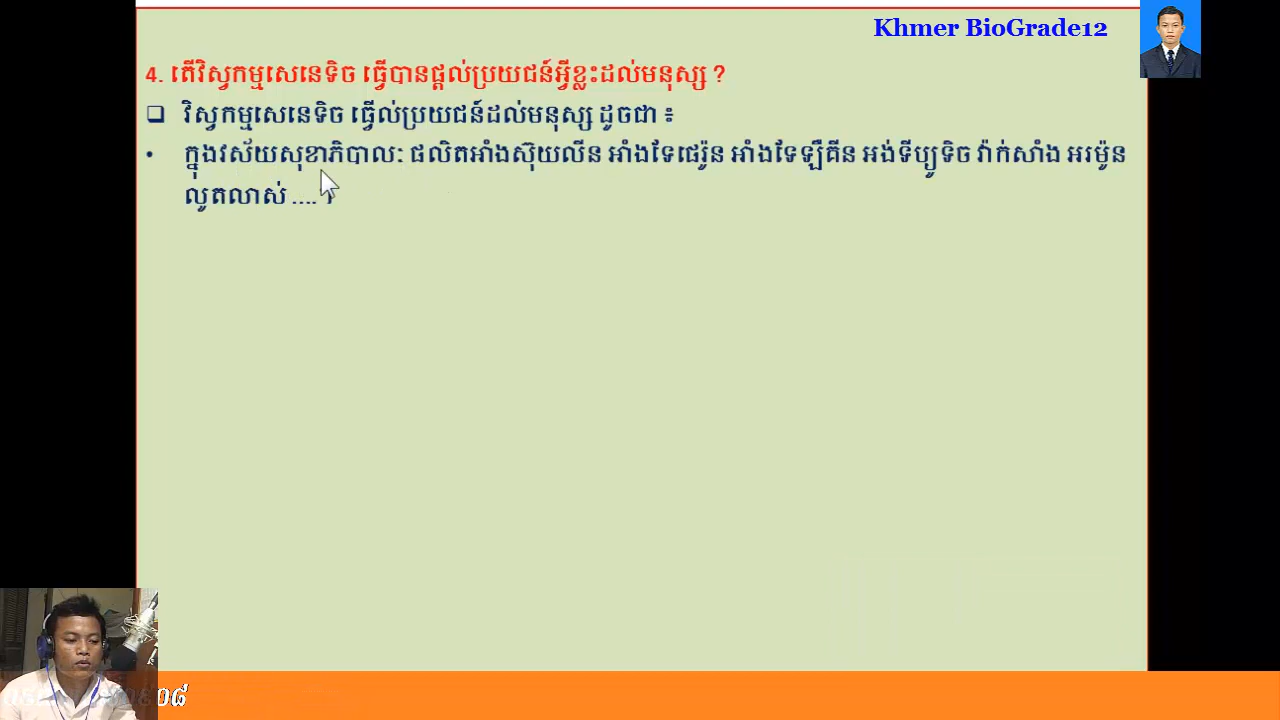 Khmer BioGrade12
4. តើវិស្វកម្មសេនេទិច ធ្វើបានផ្តល់ប្រយជន៍អ្វីខ្លះដល់មនុស្ស ?
❑ វិស្វកម្មសេនេទិច ធ្វើល់ប្រយជន៍ដល់មនុស្ស ដូចជា ៖
• ក្នុងវស័យសុខាភិបាលៈ ផលិតអាំងស៊ុយលីន អាំងទែផេរ៉ូន អាំងទែឡឺគីន អង់ទីប្យូទិច វ៉ាក់សាំង អរម៉ូន
លូតលាស់ .... ។